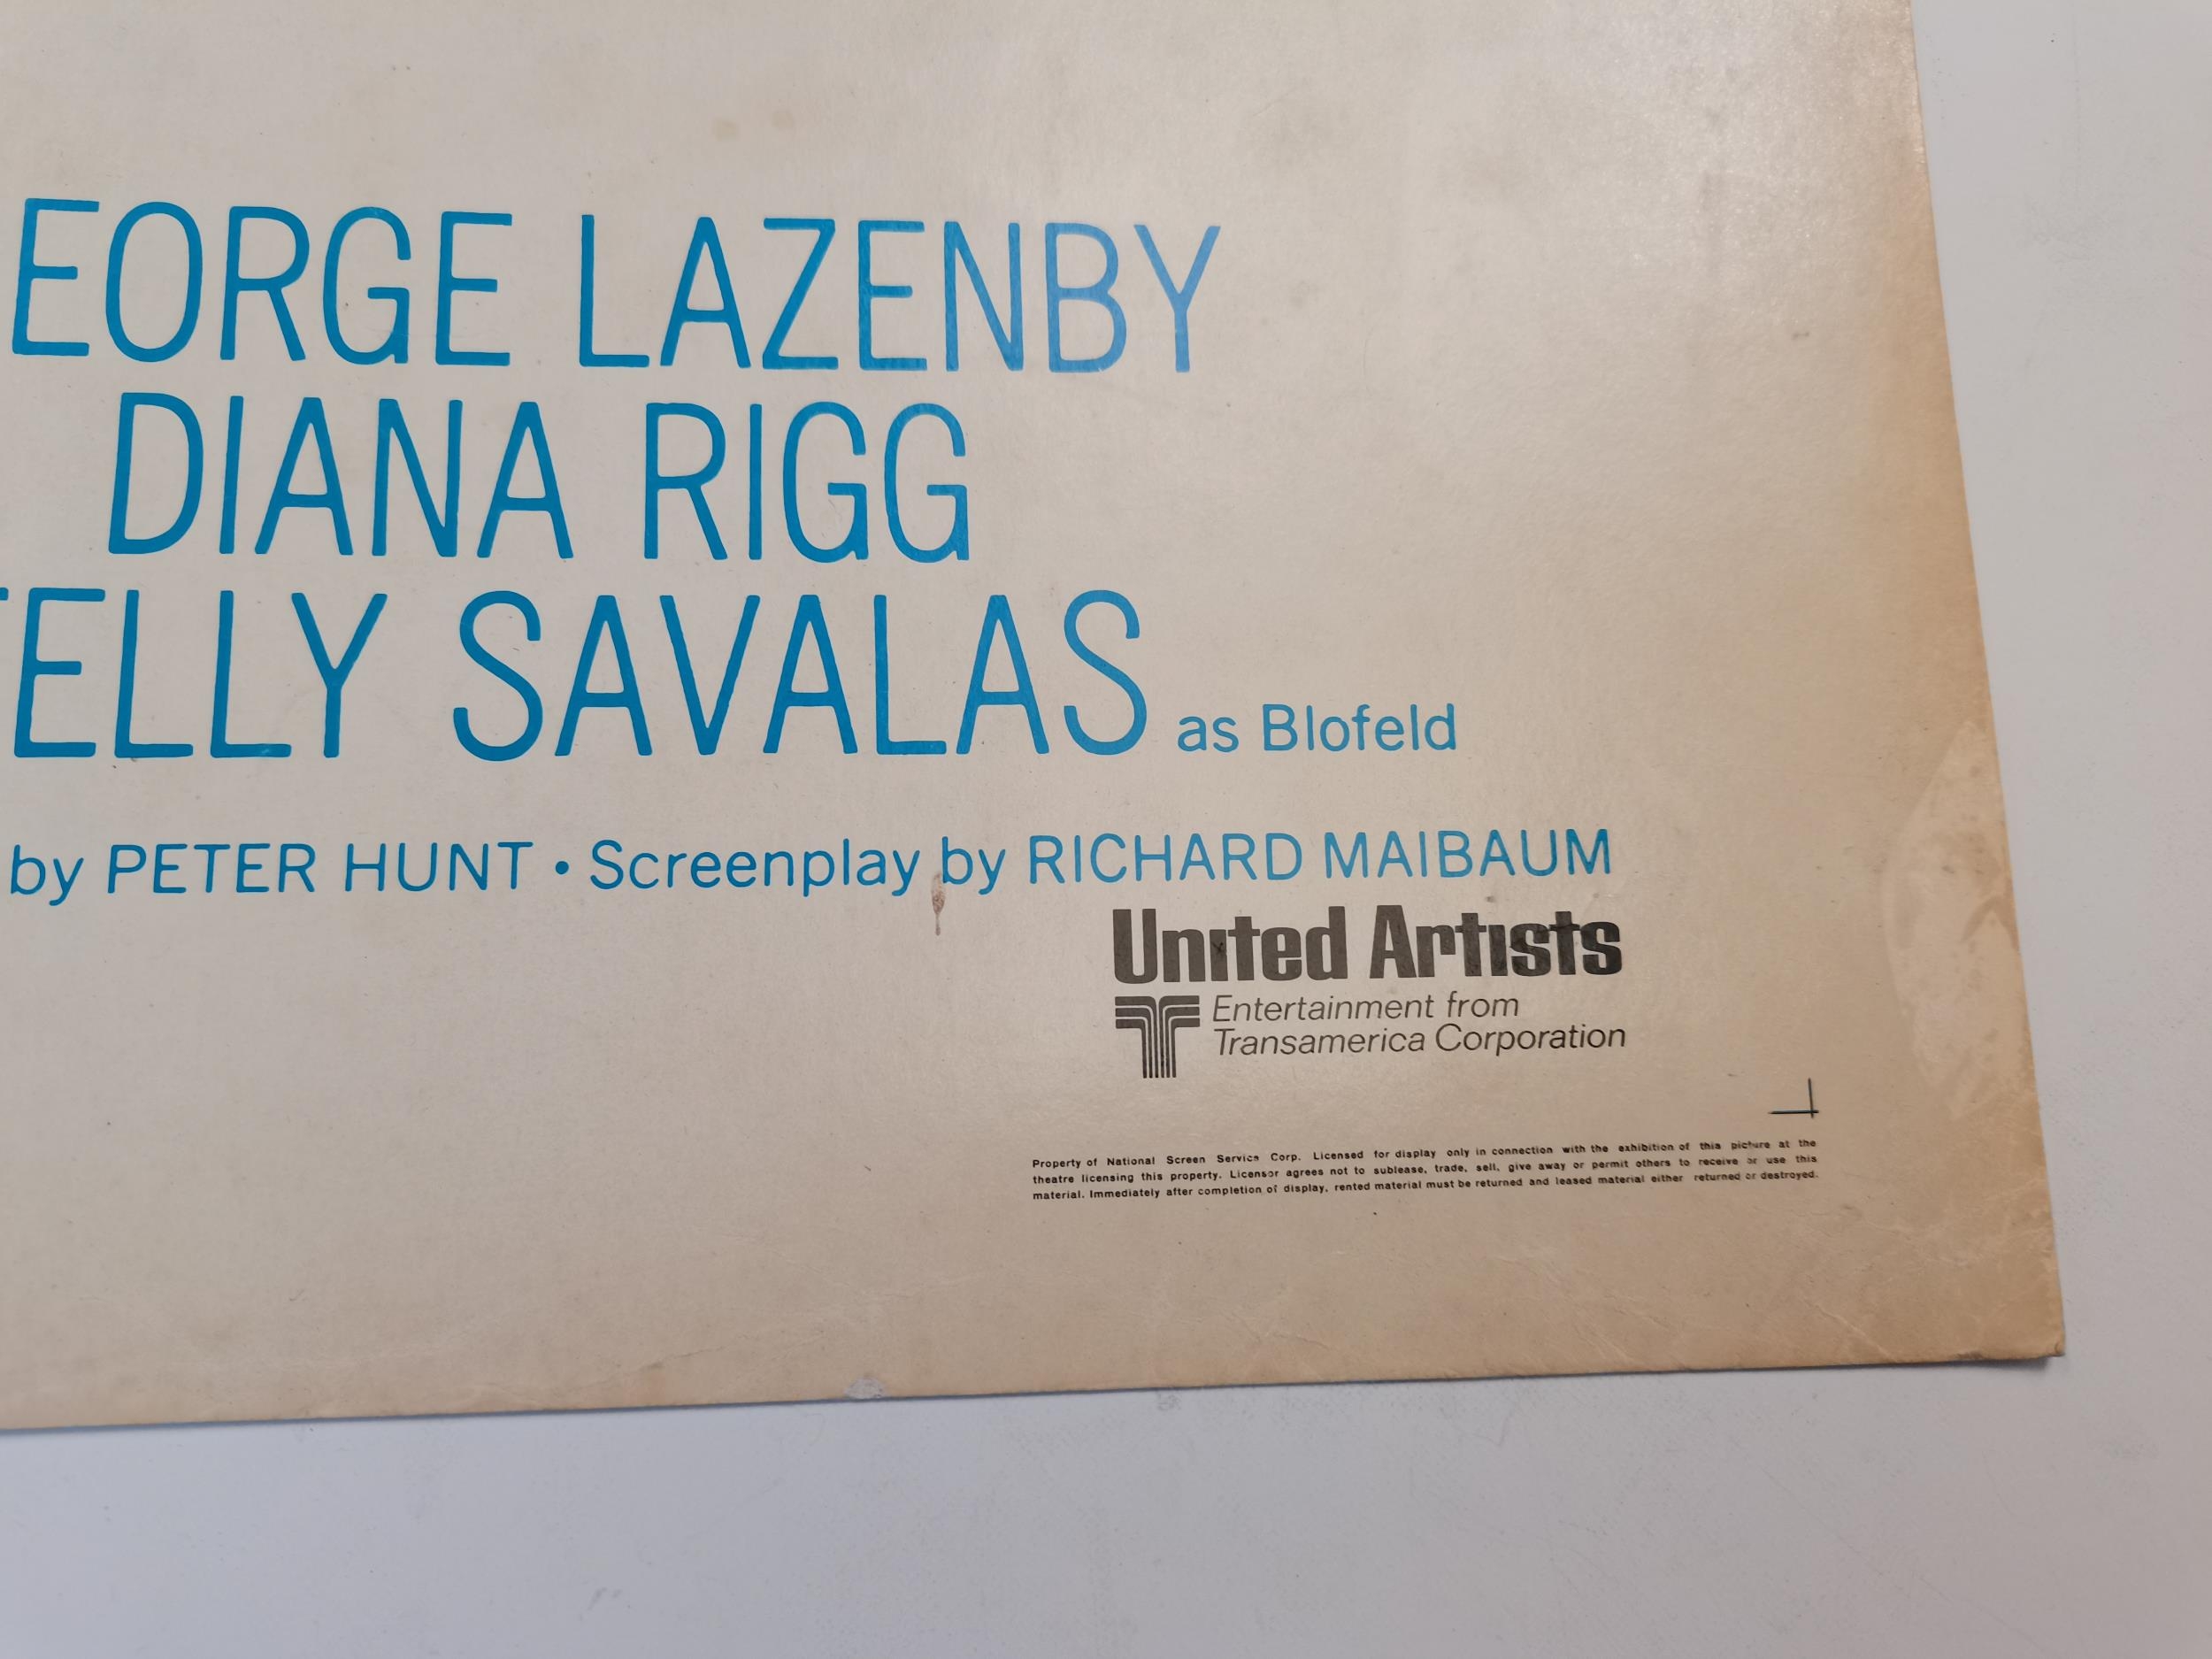 EORGE LAZENBY
DIANA RIGG
TELLY SAVALAS as Blofeld
by PETER HUNT • Screenplay by RICHARD MAIBAUM
United Artists
Entertainment from
Transamerica Corporation
Property of National Screen Service Corp. Licensed for display only in connection with the exhibition of this picture at the
theatre licensing this property. Licensor agrees not to sublease, trade, sell, give away or permit others to receive or use this
material. Immediately after completion of display, rented material must be returned and leased material either returned or destroyed.